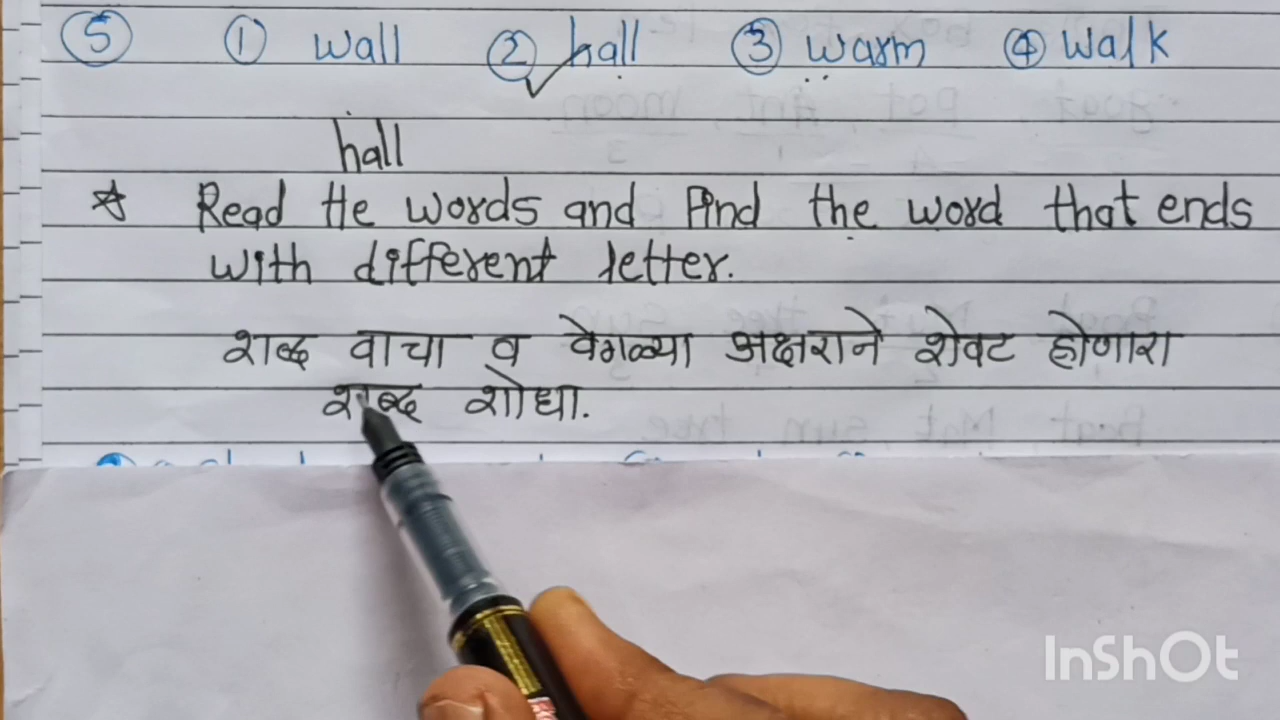 ⑤ ① wall ② hall ③ warm ④ walk
hall
☆ Read the words and Find the word that ends
with different letter.
शब्द वाचा व वेगळ्या अक्षराने शेवट होणारा
शब्द शोधा.
InShOt